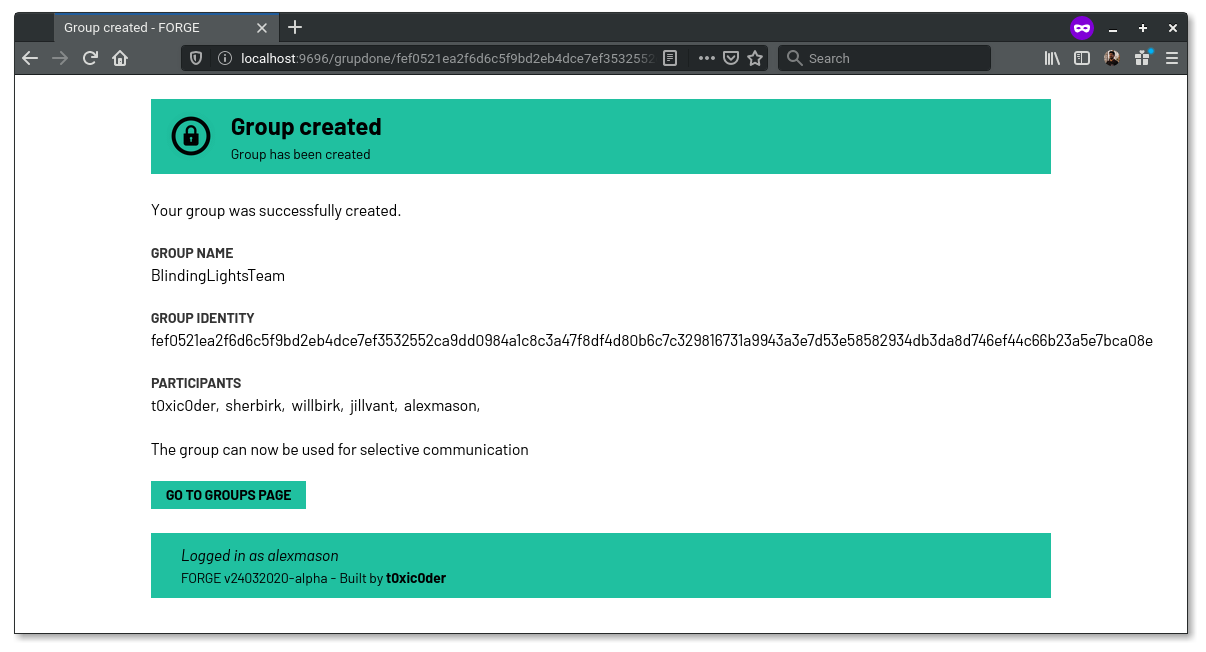 Group created - FORGE
localhost:9696/grupdone/fef0521ea2f6d6c5f9bd2eb4dce7ef3532552
Search
Group created
Group has been created
Your group was successfully created.
GROUP NAME
BlindingLightsTeam
GROUP IDENTITY
fef0521ea2f6d6c5f9bd2eb4dce7ef3532552ca9dd0984a1c8c3a47f8df4d80b6c7c329816731a9943a3e7d53e58582934db3da8d746ef44c66b23a5e7bca08e
PARTICIPANTS
t0xic0der, sherbirk, willbirk, jillvant, alexmason,
The group can now be used for selective communication
GO TO GROUPS PAGE
Logged in as alexmason
FORGE v24032020-alpha - Built by t0xic0der